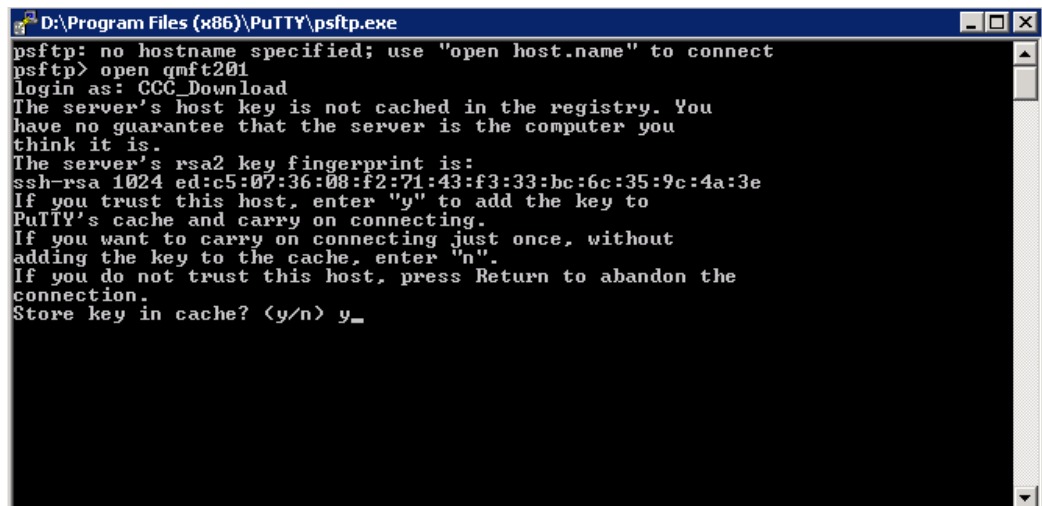 D:\Program Files (x86)\PuTTY\psftp.exe
psftp: no hostname specified; use "open host.name" to connect
psftp> open qmft201
login as: CCC_Download
The server's host key is not cached in the registry. You
have no guarantee that the server is the computer you
think it is.
The server's rsa2 key fingerprint is:
ssh-rsa 1024 ed:c5:07:36:08:f2:71:43:f3:33:bc:6c:35:9c:4a:3e
If you trust this host, enter "y" to add the key to
PuTTY's cache and carry on connecting.
If you want to carry on connecting just once, without
adding the key to the cache, enter "n".
If you do not trust this host, press Return to abandon the
connection.
Store key in cache? (y/n) y_